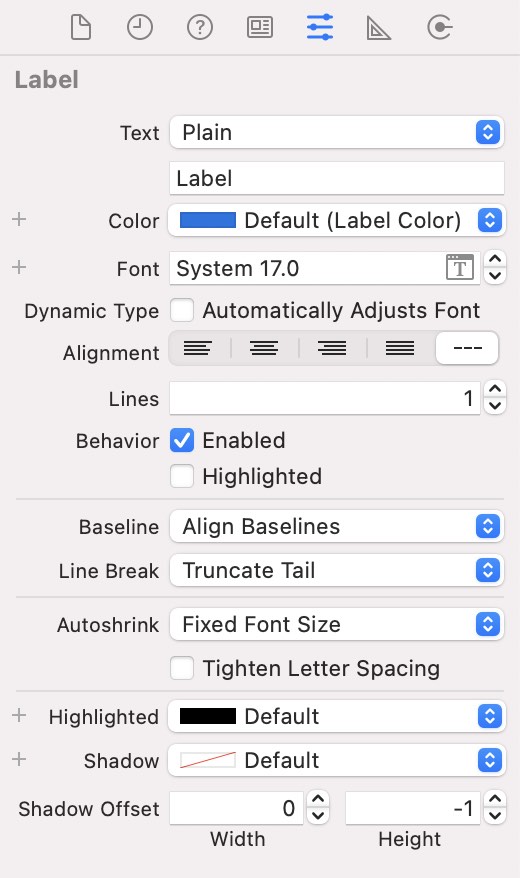 Label
Text Plain
Label
Color Default (Label Color)
Font System 17.0 T
Dynamic Type Automatically Adjusts Font
Alignment ---
Lines 1
Behavior Enabled
Highlighted
Baseline Align Baselines
Line Break Truncate Tail
Autoshrink Fixed Font Size
Tighten Letter Spacing
Highlighted Default
Shadow Default
Shadow Offset 0 -1
Width Height